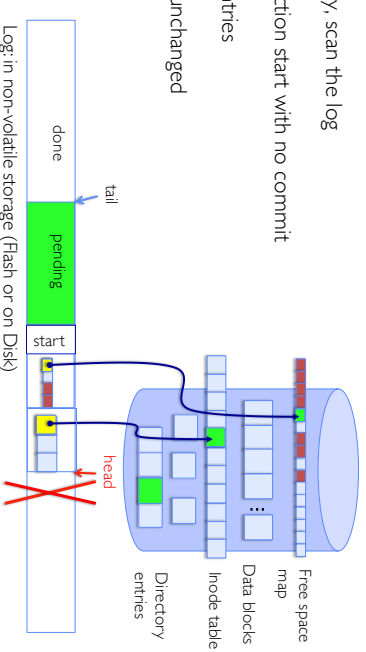 y, scan the log
Free space
map
ction start with no commit
...
Data blocks
ntries
Inode table
unchanged
Directory
entries
tail
head
done
pending
start
Log: in non-volatile storage (Flash or on Disk)